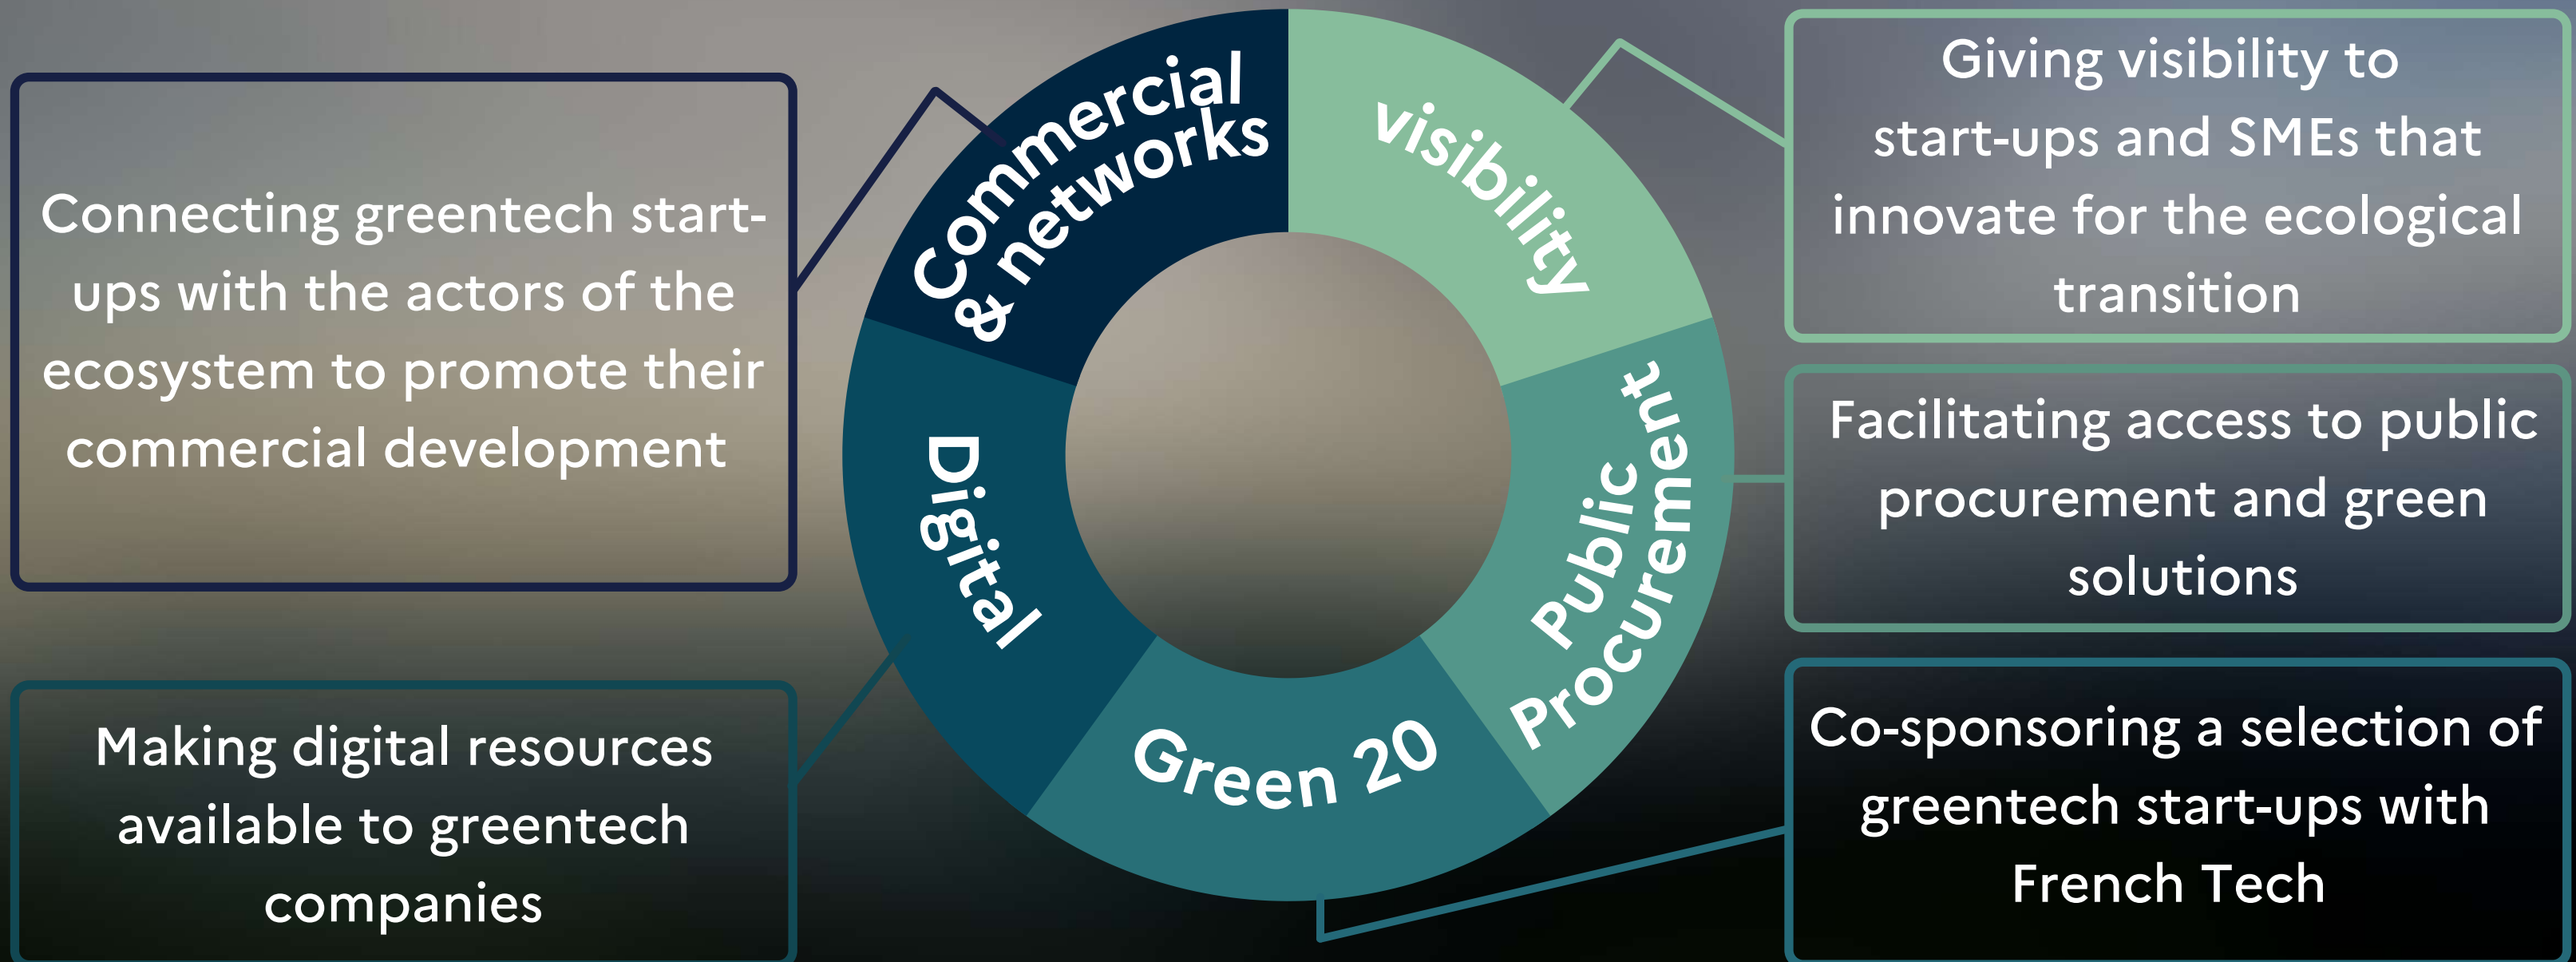 Connecting greentech start-
ups with the actors of the
ecosystem to promote their
commercial development
Making digital resources
available to greentech
companies
Commercial
& networks
visibility
Public
Procurement
Green 20
Digital
Giving visibility to
start-ups and SMEs that
innovate for the ecological
transition
Facilitating access to public
procurement and green
solutions
Co-sponsoring a selection of
greentech start-ups with
French Tech